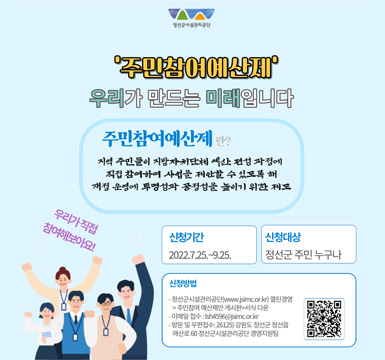 정선군시설관리공단
'주민참여예산제'
우리가 만드는 미래입니다
주민참여예산제 란?
지역 주민들이 지방자치단체 예산 편성 과정에
직접 참여하여 사업을 제안할 수 있도록 해
재정 운영에 투명성과 공정성을 높이기 위한 제도
우리가 직접
참여해보아요!
신청기간
2022.7.25.~9.25.
신청대상
정선군 주민 누구나
신청방법
- 정선군시설관리공단(www.jsimc.or.kr) 열린경영
> 주민참여 예산제안 게시판>서식 다운
- 이메일 접수 : lsh4596@jsimc.or.kr
- 방문 및 우편접수: 26125) 강원도 정선군 정선읍
예산로 60 정선군시설관리공단 경영지원팀